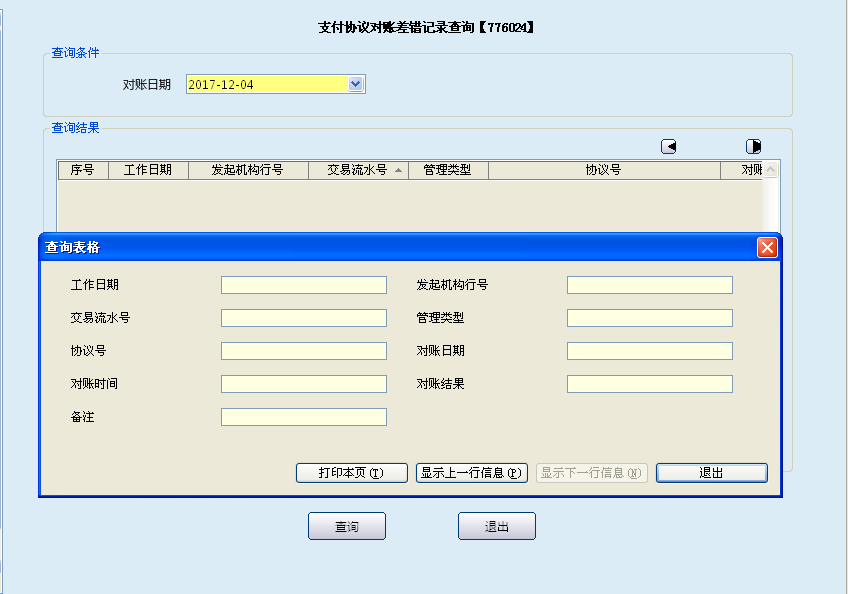 支付协议对账差错记录查询【776024】
查询条件
对账日期 2017-12-04
查询结果
序号 工作日期 发起机构行号 交易流水号 管理类型 协议号 对账
查询表格
工作日期 发起机构行号
交易流水号 管理类型
协议号 对账日期
对账时间 对账结果
备注
打印本页(T) 显示上一行信息(P) 显示下一行信息(N) 退出
查询 退出